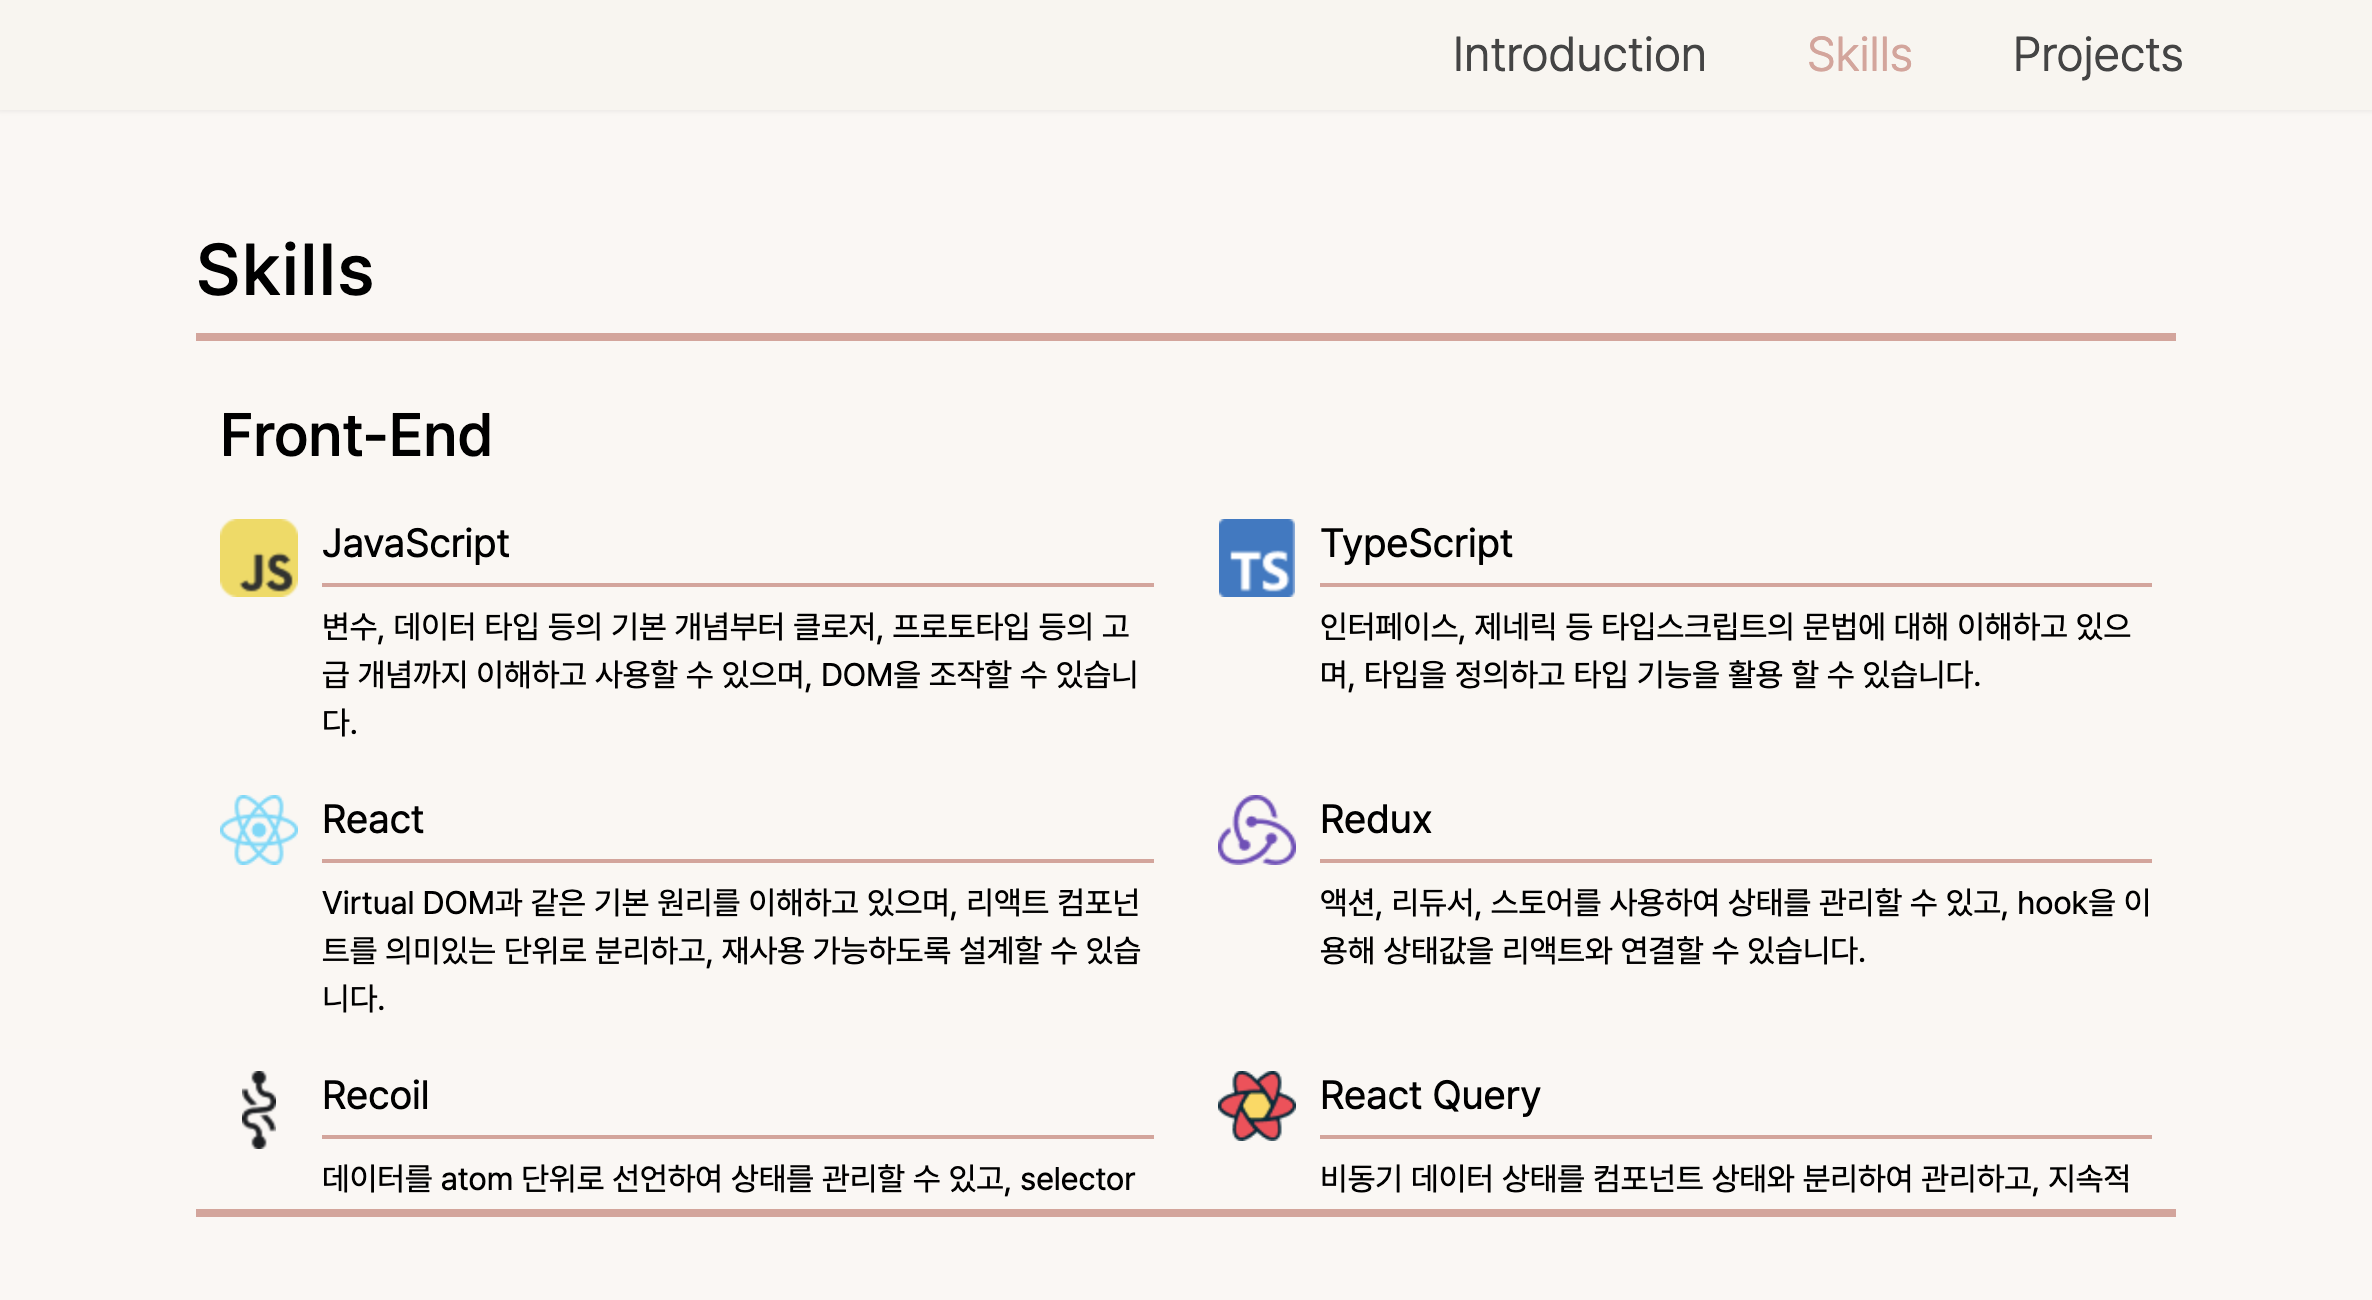 Introduction Skills Projects
Skills
Front-End
JS JavaScript
변수, 데이터 타입 등의 기본 개념부터 클로저, 프로토타입 등의 고
급 개념까지 이해하고 사용할 수 있으며, DOM을 조작할 수 있습니
다.
TS TypeScript
인터페이스, 제네릭 등 타입스크립트의 문법에 대해 이해하고 있으
며, 타입을 정의하고 타입 기능을 활용 할 수 있습니다.
React
Virtual DOM과 같은 기본 원리를 이해하고 있으며, 리액트 컴포넌
트를 의미있는 단위로 분리하고, 재사용 가능하도록 설계할 수 있습
니다.
Redux
액션, 리듀서, 스토어를 사용하여 상태를 관리할 수 있고, hook을 이
용해 상태값을 리액트와 연결할 수 있습니다.
Recoil
데이터를 atom 단위로 선언하여 상태를 관리할 수 있고, selector
React Query
비동기 데이터 상태를 컴포넌트 상태와 분리하여 관리하고, 지속적